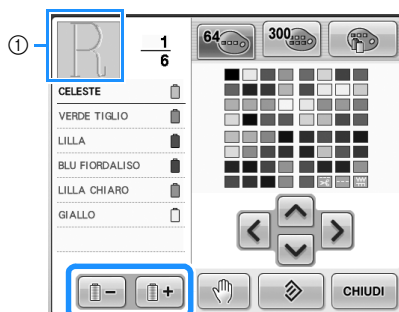 ① R 1 64 300
6
CELESTE
VERDE TIGLIO
LILLA
BLU FIORDALISO
LILLA CHIARO
GIALLO
− + CHIUDI